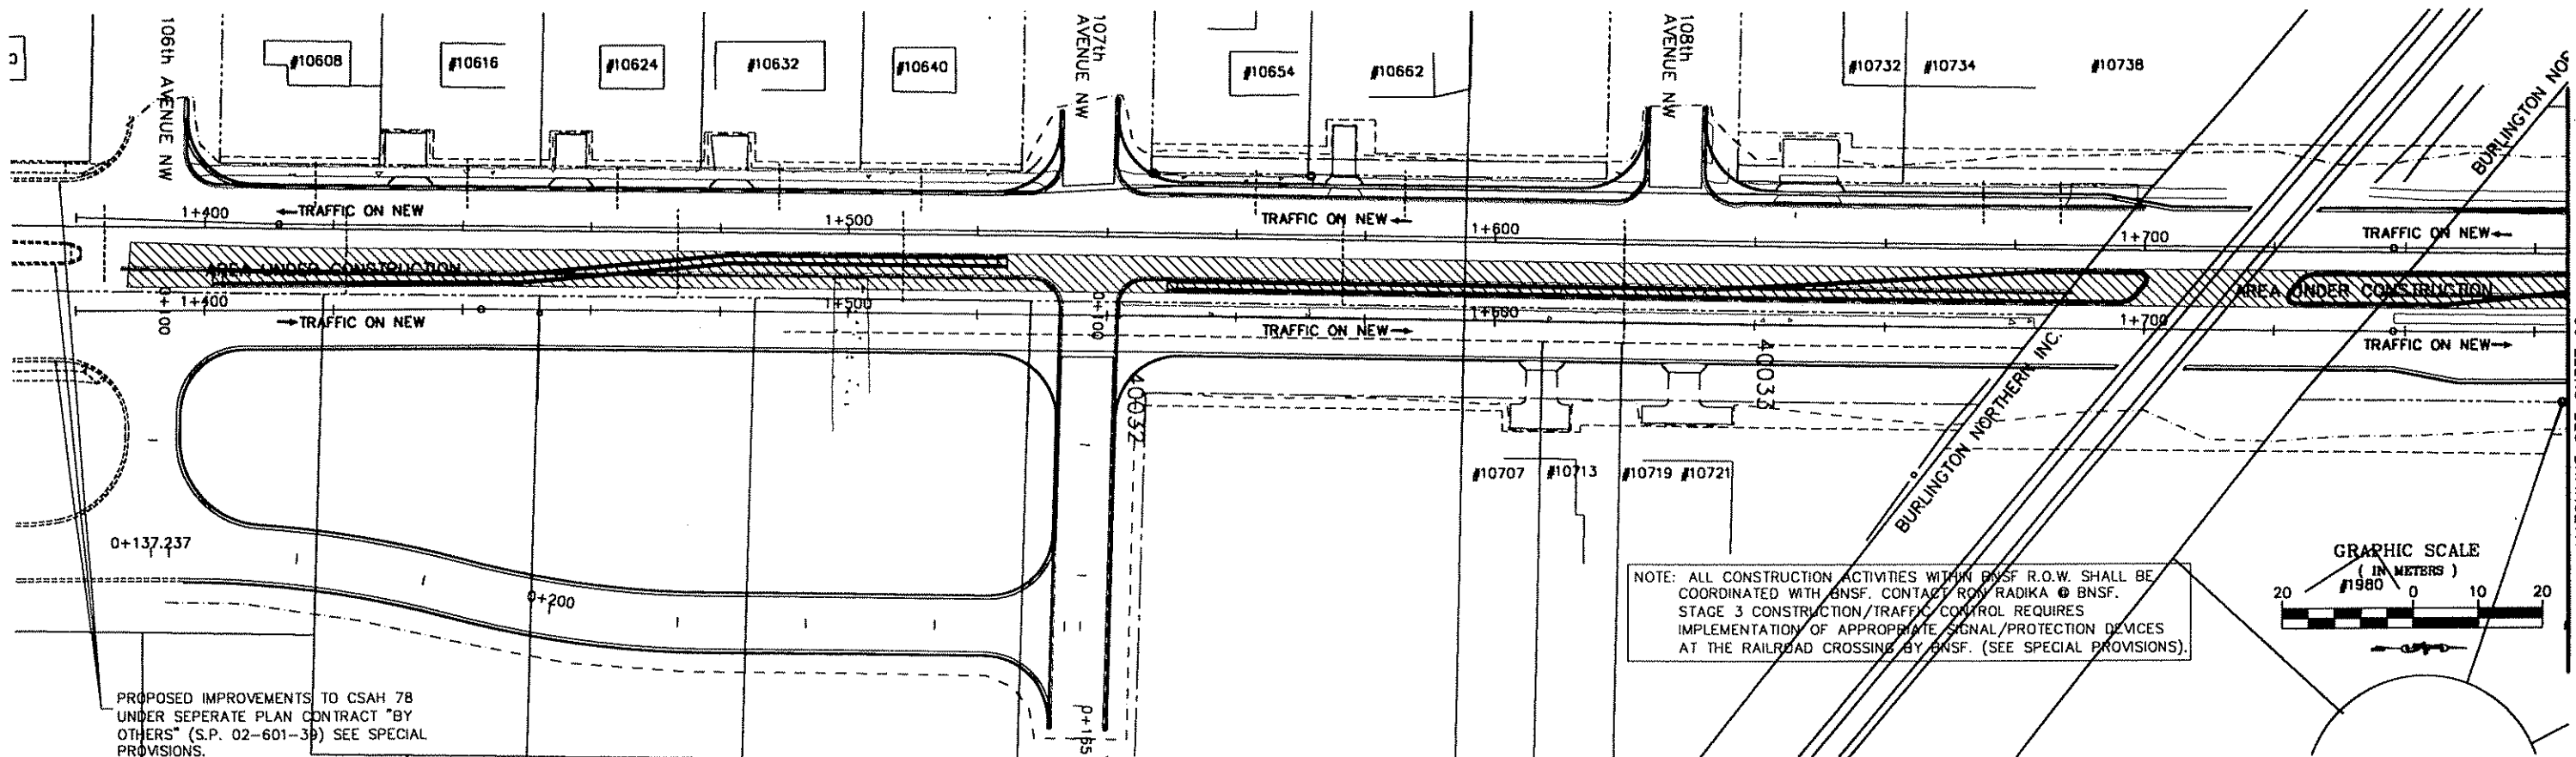 106th AVENUE NW
#10608
#10616
#10624
#10632
#10640
107th
AVENUE NW
#10654
#10662
108th
AVENUE NW
#10732
#10734
#10738
BURLINGTON NOR
1+400
←TRAFFIC ON NEW
1+500
TRAFFIC ON NEW←
1+600
1+700
TRAFFIC ON NEW←
AREA UNDER CONSTRUCTION
AREA UNDER CONSTRUCTION
0+100
1+400
→TRAFFIC ON NEW
1+500
0+100
TRAFFIC ON NEW→
1+600
1+700
TRAFFIC ON NEW→
40032
40033
BURLINGTON NORTHERN INC.
#10707
#10713
#10719
#10721
0+137.237
0+200
0+165
NOTE: ALL CONSTRUCTION ACTIVITIES WITHIN BNSF R.O.W. SHALL BE
COORDINATED WITH BNSF. CONTACT RON RADIKA @ BNSF.
STAGE 3 CONSTRUCTION/TRAFFIC CONTROL REQUIRES
IMPLEMENTATION OF APPROPRIATE SIGNAL/PROTECTION DEVICES
AT THE RAILROAD CROSSING BY BNSF. (SEE SPECIAL PROVISIONS).
GRAPHIC SCALE
( IN METERS )
#1980
20 0 10 20
PROPOSED IMPROVEMENTS TO CSAH 78
UNDER SEPERATE PLAN CONTRACT "BY
OTHERS" (S.P. 02-601-39) SEE SPECIAL
PROVISIONS.